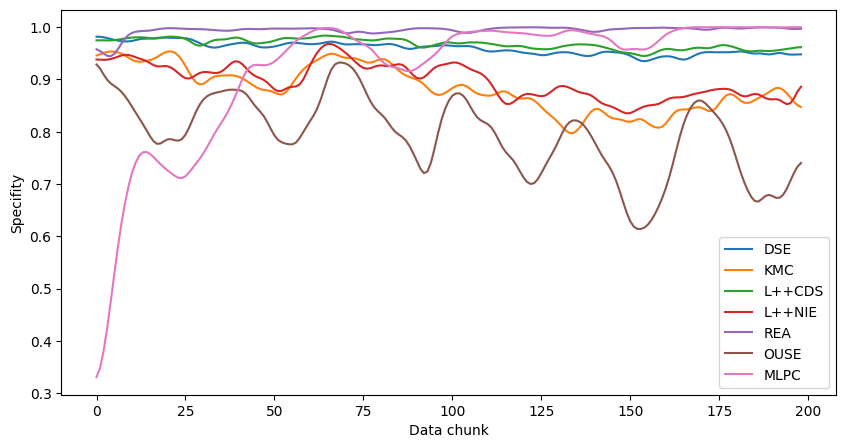 1.0
0.9
0.8
0.7
0.6
0.5
0.4
0.3
Specifity
0 25 50 75 100 125 150 175 200
Data chunk
DSE
KMC
L++CDS
L++NIE
REA
OUSE
MLPC